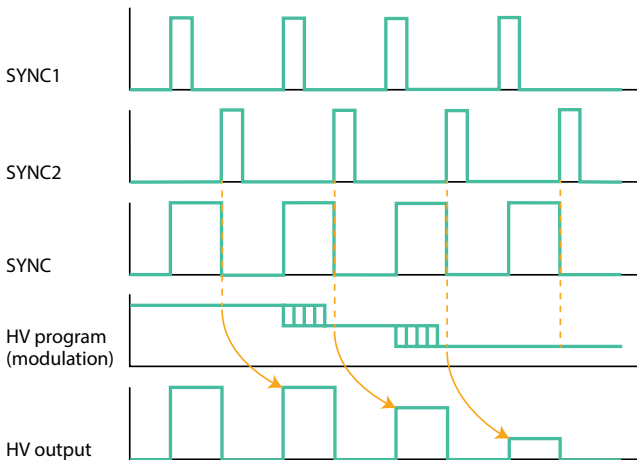 SYNC1
SYNC2
SYNC
HV program
(modulation)
HV output